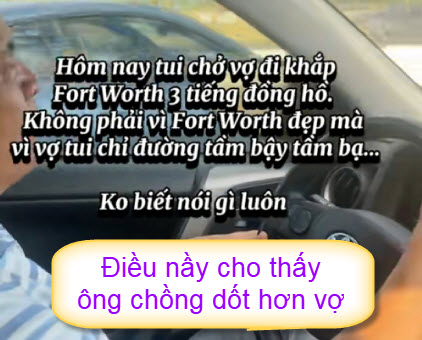 Hôm nay tui chở vợ đi khắp
Fort Worth 3 tiếng đồng hồ.
Không phải vì Fort Worth đẹp mà
vì vợ tui chỉ đường tầm bậy tầm bạ...
Ko biết nói gì luôn
Điều nầy cho thấy
ông chồng dốt hơn vợ